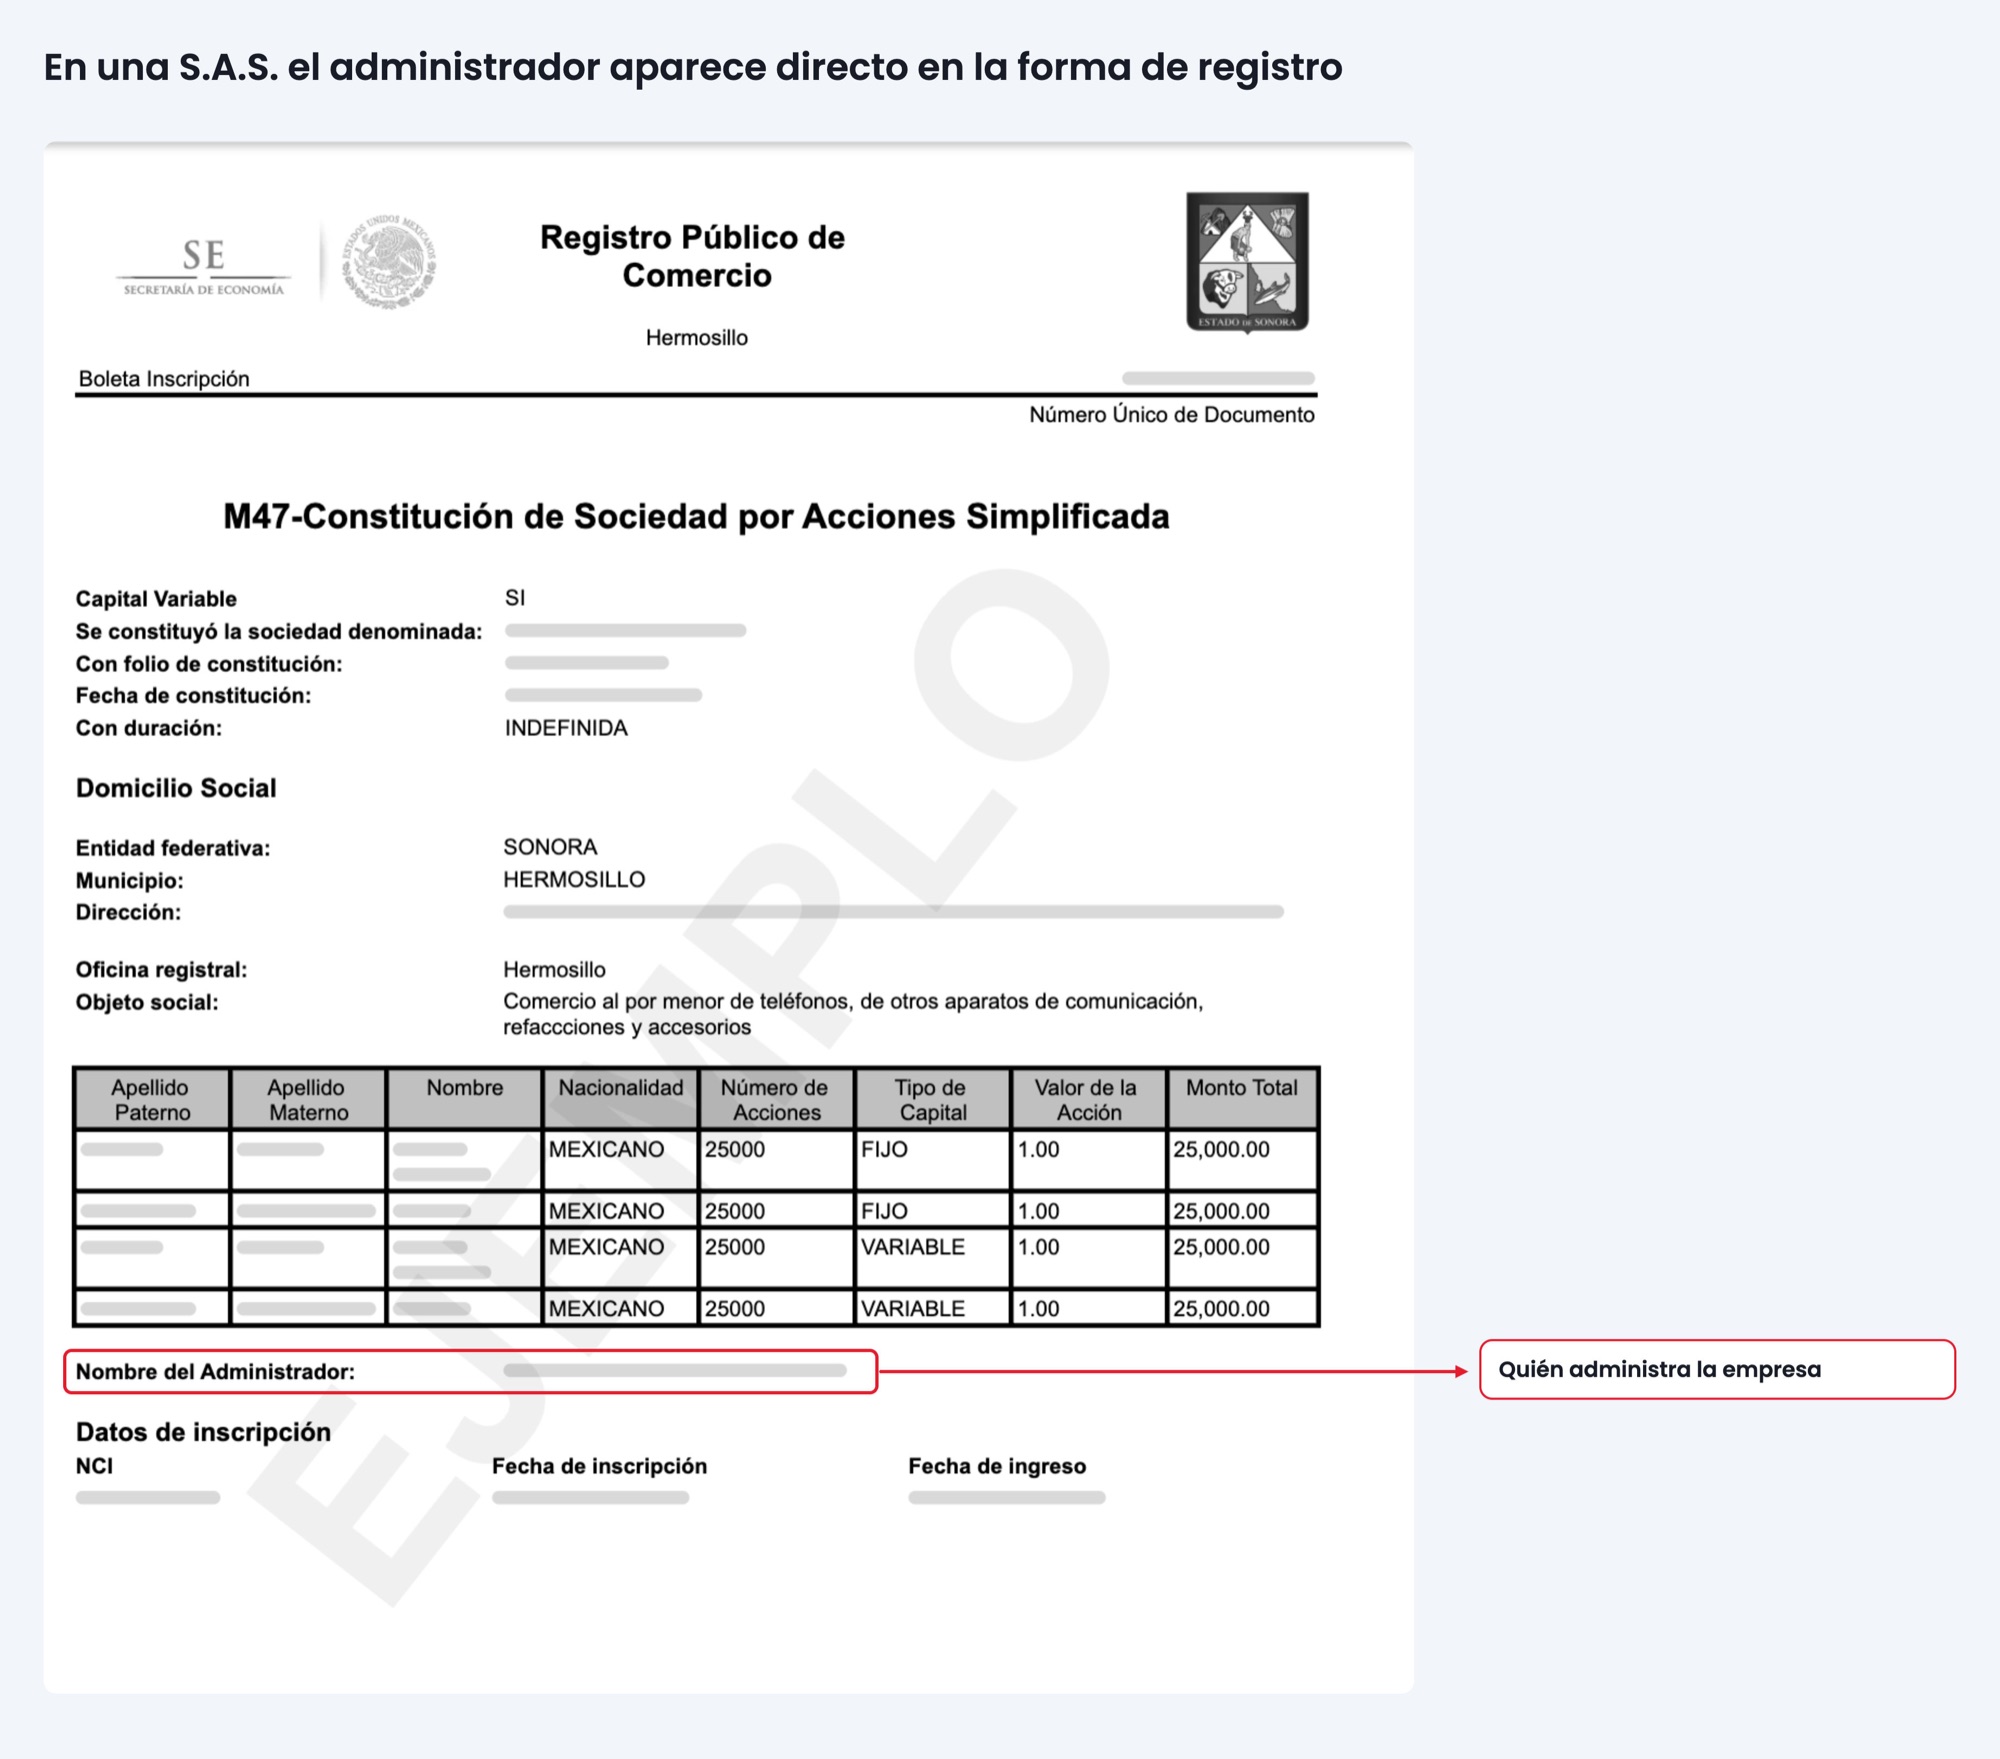 En una S.A.S. el administrador aparece directo en la forma de registro
SE
SECRETARÍA DE ECONOMÍA
ESTADOS UNIDOS MEXICANOS
Registro Público de
Comercio
Hermosillo
ESTADO DE SONORA
Boleta Inscripción
Número Único de Documento
M47-Constitución de Sociedad por Acciones Simplificada
Capital Variable SI
Se constituyó la sociedad denominada:
Con folio de constitución:
Fecha de constitución:
Con duración: INDEFINIDA
Domicilio Social
Entidad federativa: SONORA
Municipio: HERMOSILLO
Dirección:
Oficina registral: Hermosillo
Objeto social: Comercio al por menor de teléfonos, de otros aparatos de comunicación,
refaccciones y accesorios
Apellido Paterno Apellido Materno Nombre Nacionalidad Número de Acciones Tipo de Capital Valor de la Acción Monto Total
MEXICANO 25000 FIJO 1.00 25,000.00
MEXICANO 25000 FIJO 1.00 25,000.00
MEXICANO 25000 VARIABLE 1.00 25,000.00
MEXICANO 25000 VARIABLE 1.00 25,000.00
Nombre del Administrador:
Quién administra la empresa
Datos de inscripción
NCI Fecha de inscripción Fecha de ingreso
EJEMPLO